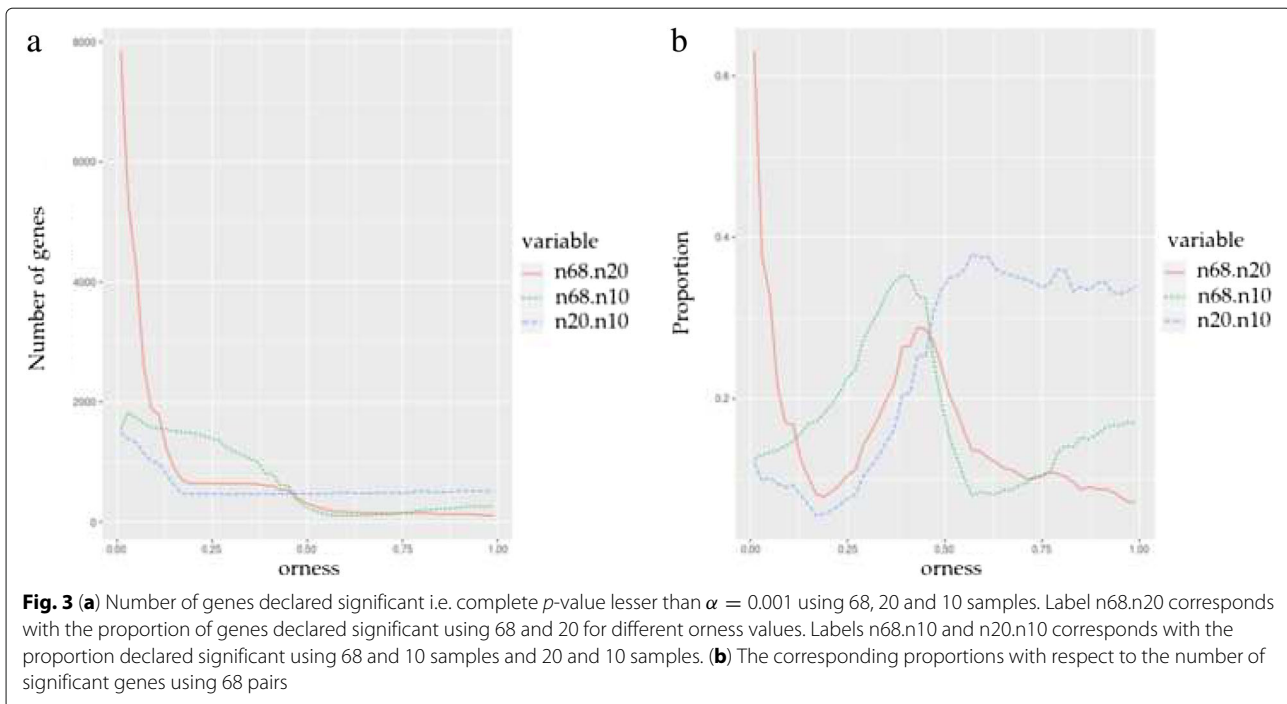 a
8000
6000
4000
2000
0
Number of genes
0.00 0.25 0.50 0.75 1.00
orness
variable
n68.n20
n68.n10
n20.n10
b
0.6
0.4
0.2
Proportion
0.00 0.25 0.50 0.75 1.00
orness
variable
n68.n20
n68.n10
n20.n10
Fig. 3 (a) Number of genes declared significant i.e. complete p-value lesser than α = 0.001 using 68, 20 and 10 samples. Label n68.n20 corresponds
with the proportion of genes declared significant using 68 and 20 for different orness values. Labels n68.n10 and n20.n10 corresponds with the
proportion declared significant using 68 and 10 samples and 20 and 10 samples. (b) The corresponding proportions with respect to the number of
significant genes using 68 pairs